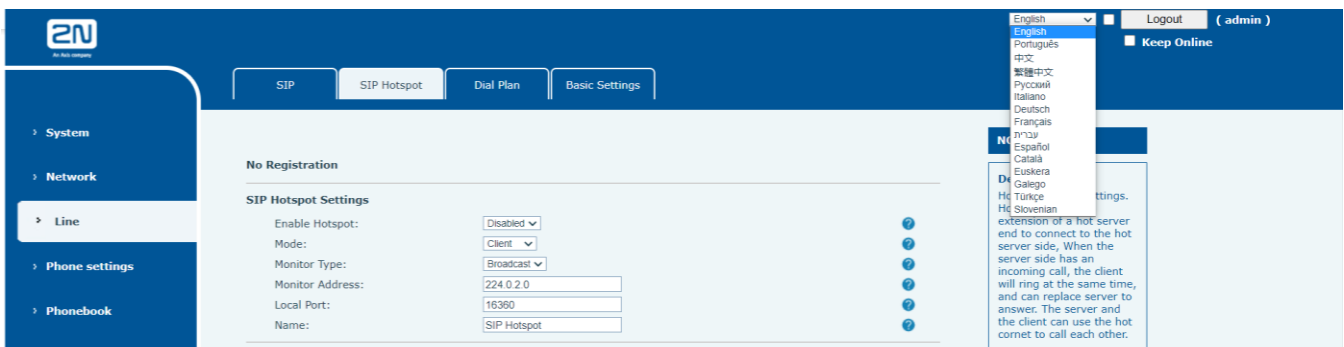 2N
An Axis company
English
Logout
( admin )
Keep Online
English
Português
中文
繁體中文
Русский
Italiano
Deutsch
Français
עברית
Español
Català
Euskera
Galego
Türkçe
Slovenian
SIP
SIP Hotspot
Dial Plan
Basic Settings
› System
› Network
› Line
› Phone settings
› Phonebook
No Registration
SIP Hotspot Settings
Enable Hotspot: Disabled
Mode: Client
Monitor Type: Broadcast
Monitor Address: 224.0.2.0
Local Port: 16360
Name: SIP Hotspot
ttings.
extension of a hot server
end to connect to the hot
server side, When the
server side has an
incoming call, the client
will ring at the same time,
and can replace server to
answer. The server and
the client can use the hot
cornet to call each other.